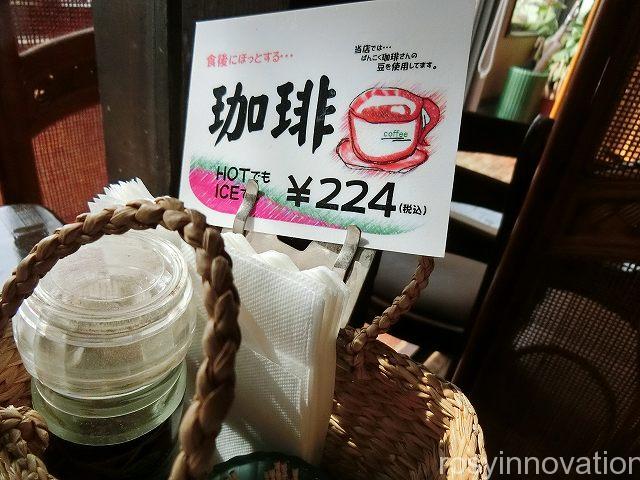 食後にほっとする…
当店では…
ばんこく珈琲さんの
豆を使用してます。
珈琲
coffee
HOTでも
ICEで
¥224(税込)
rosyinnovation